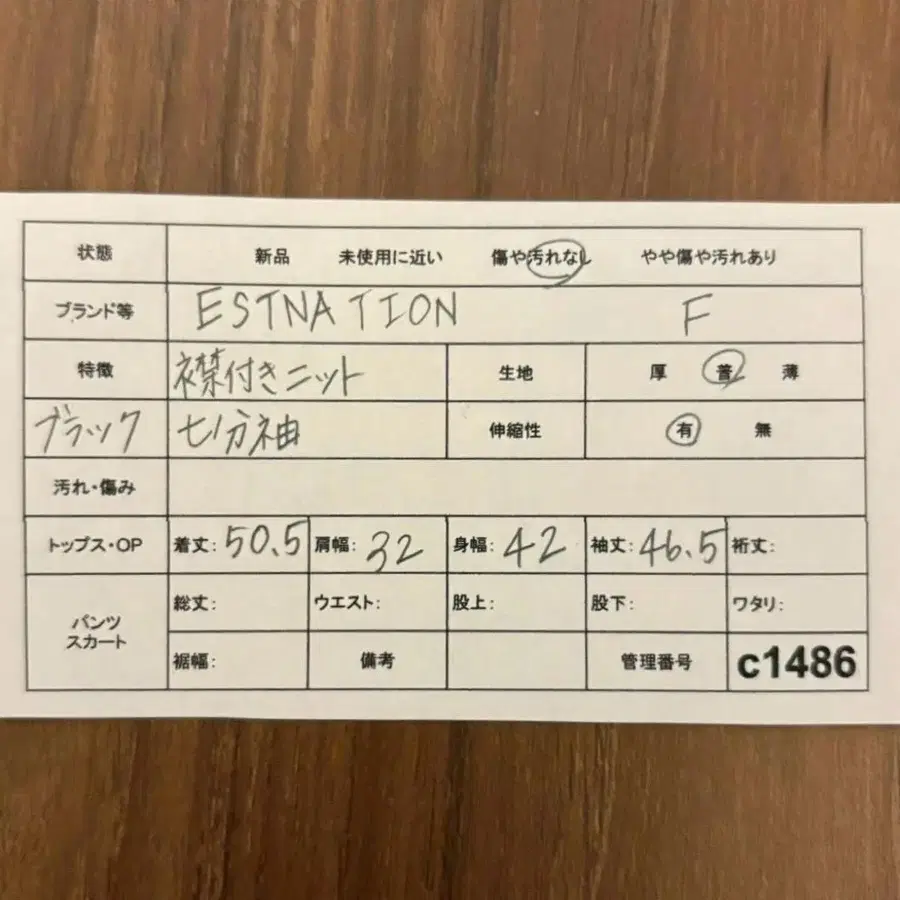 状態 新品 未使用に近い 傷や汚れなし やや傷や汚れあり
ブランド等 ESTNATION F
特徴 襟付きニット 生地 厚 普 薄
ブラック 七分袖 伸縮性 有 無
汚れ・傷み
トップス・OP 着丈: 50.5 肩幅: 32 身幅: 42 袖丈: 46.5 裄丈:
パンツ スカート 総丈: ウエスト: 股上: 股下: ワタリ:
裾幅: 備考 管理番号 c1486